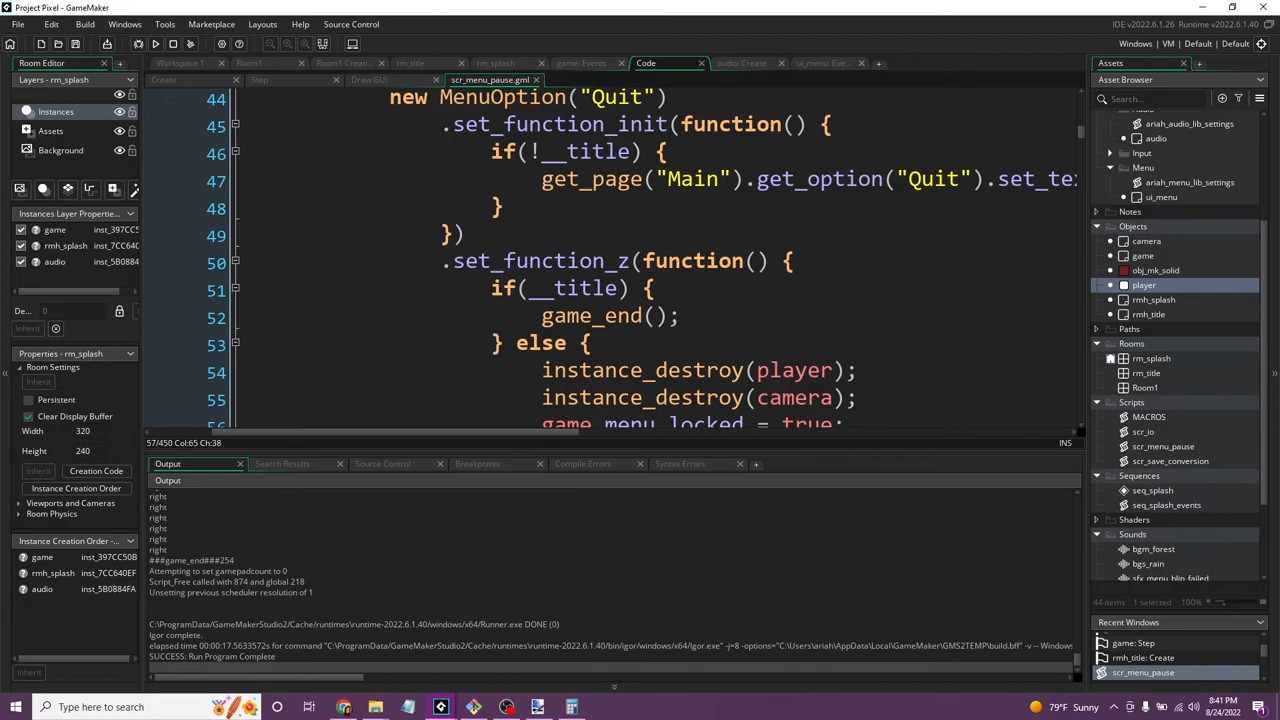 Project Pixel - GameMaker
File Edit Build Windows Tools Marketplace Layouts Help Source Control
IDE v2022.6.1.26 Runtime v2022.6.1.40
Windows | VM | Default | Default
Room Editor
Workspace 1 Room1 Room1 Creati... rm_title rm_splash game: Events Code audio: Create ui_menu: Eve...
Create Step Draw GUI scr_menu_pause.gml
Layers - rm_splash
Instances
Assets
Background
Instances Layer Properties...
game inst_397CC5
rm_splash inst_7CC640
audio inst_5B0884
De... 0
Inherit
Properties - rm_splash
Room Settings
Inherit
Persistent
Clear Display Buffer
Width 320
Height 240
Inherit Creation Code
Instance Creation Order
Viewports and Cameras
Room Physics
Instance Creation Order -...
game inst_397CC50B
rmh_splash inst_7CC640EF
audio inst_5B0884FA
Inherit
44 new MenuOption("Quit")
45 .set_function_init(function() {
46 if(!__title) {
47 get_page("Main").get_option("Quit").set_te
48 }
49 })
50 .set_function_z(function() {
51 if(__title) {
52 game_end();
53 } else {
54 instance_destroy(player);
55 instance_destroy(camera);
56 game_menu_locked = true;
57/450 Col:65 Ch:38 INS
Output Search Results Source Control Breakpoints Compile Errors Syntax Errors
Output
right
right
right
right
right
right
###game_end###254
Attempting to set gamepadcount to 0
Script_Free called with 874 and global 218
Unsetting previous scheduler resolution of 1
C:\ProgramData/GameMakerStudio2/Cache/runtimes\runtime-2022.6.1.40/windows/x64/Runner.exe DONE (0)
Igor complete.
elapsed time 00:00:17.5633572s for command "C:\ProgramData/GameMakerStudio2/Cache/runtimes\runtime-2022.6.1.40/bin/igor/windows/x64/Igor.exe" -j=8 -options="C:\Users\ariah\AppData\Local\GameMaker\GMS2TEMP\build.bff" -v -- Windows
SUCCESS: Run Program Complete
Assets
Asset Browser
Search...
Audio
ariah_audio_lib_settings
audio
Input
Menu
ariah_menu_lib_settings
ui_menu
Notes
Objects
camera
game
obj_mk_solid
player
rmh_splash
rmh_title
Paths
Rooms
rm_splash
rm_title
Room1
Scripts
MACROS
scr_io
scr_menu_pause
scr_save_conversion
Sequences
seq_splash
seq_splash_events
Shaders
Sounds
bgm_forest
bgs_rain
sfx_menu_blip_failed
44 items 1 selected 100%
Recent Windows
game: Step
rmh_title: Create
scr_menu_pause
Type here to search
79°F Sunny
8:41 PM
8/24/2022